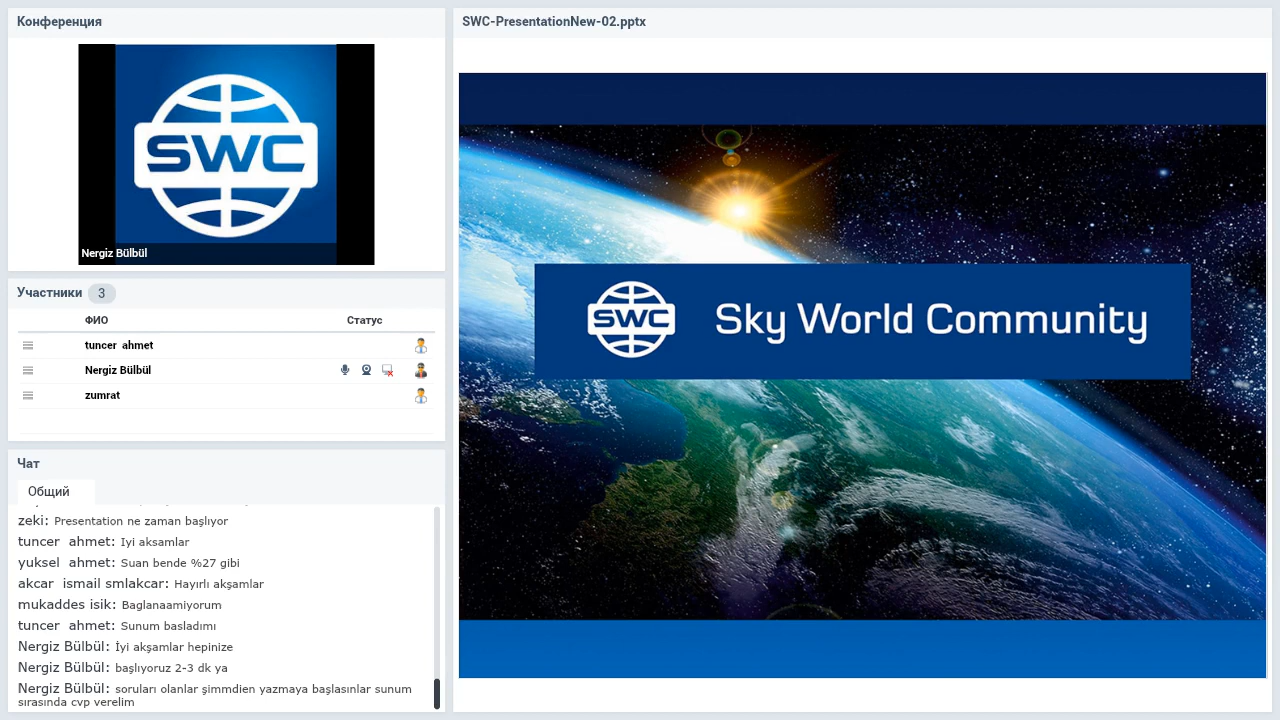 Конференция
SWC
Nergiz Bülbül
Участники 3
ФИО Статус
tuncer ahmet
Nergiz Bülbül
zumrat
Чат
Общий
zeki: Presentation ne zaman başlıyor
tuncer ahmet: Iyi aksamlar
yuksel ahmet: Suan bende %27 gibi
akcar ismail smlakcar: Hayırlı akşamlar
mukaddes isik: Baglanaamiyorum
tuncer ahmet: Sunum basladımı
Nergiz Bülbül: İyi akşamlar hepinize
Nergiz Bülbül: başlıyoruz 2-3 dk ya
Nergiz Bülbül: soruları olanlar şimmdien yazmaya başlasınlar sunum
sırasında cvp verelim
SWC-PresentationNew-02.pptx
SWC Sky World Community